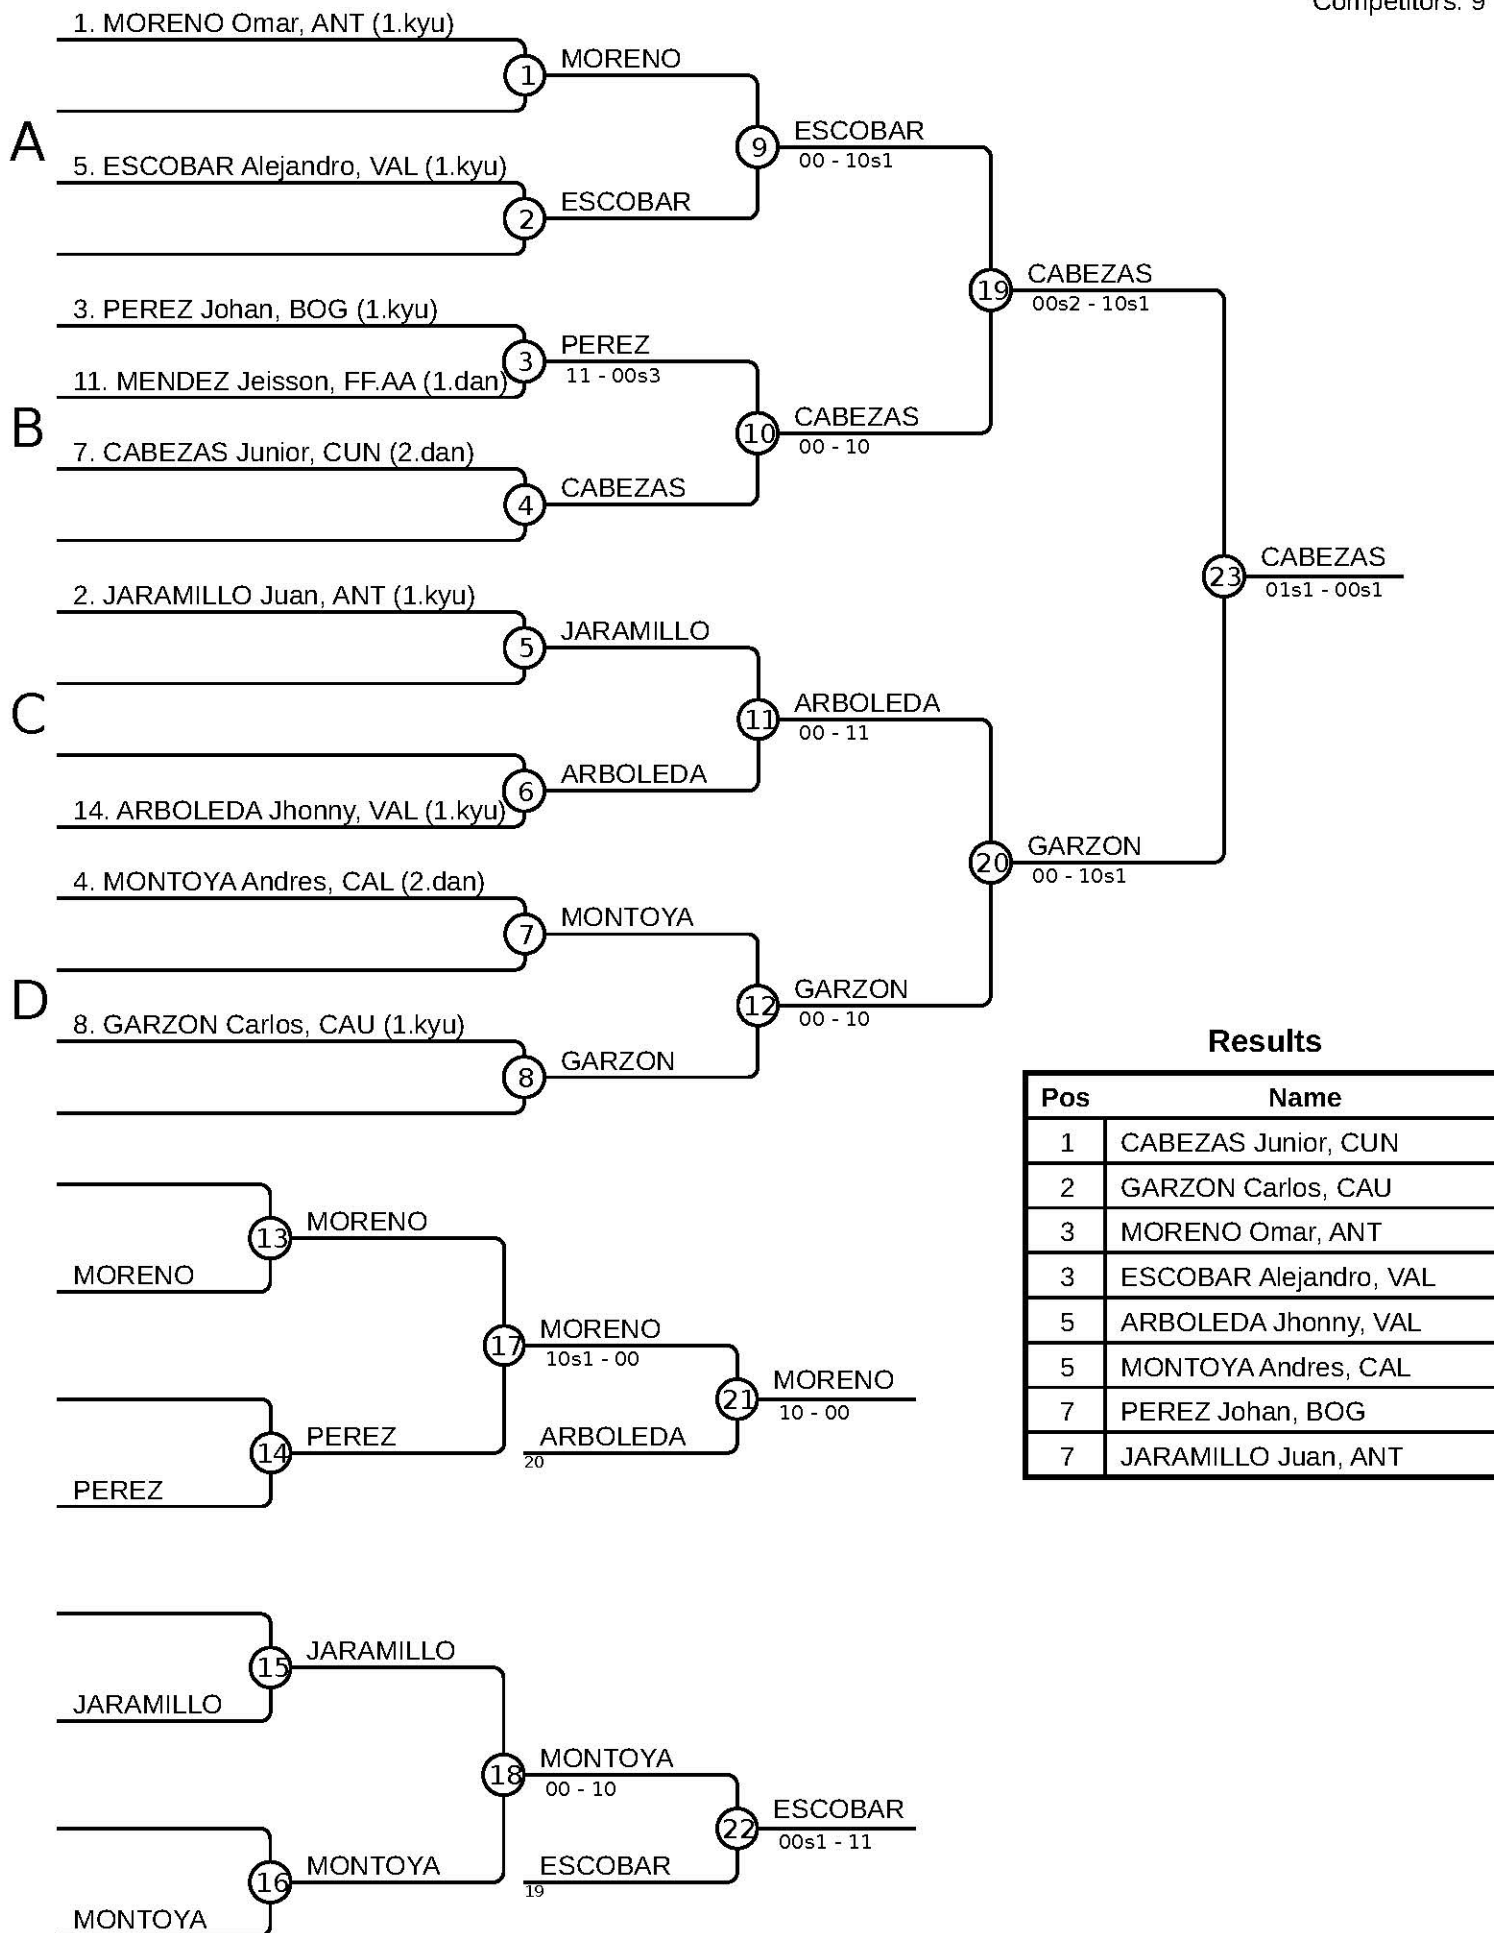 Competitors: 9
1. MORENO Omar, ANT (1.kyu)
1
MORENO
A
9
ESCOBAR
00 - 10s1
5. ESCOBAR Alejandro, VAL (1.kyu)
2
ESCOBAR
19
CABEZAS
00s2 - 10s1
3. PEREZ Johan, BOG (1.kyu)
3
PEREZ
11 - 00s3
11. MENDEZ Jeisson, FF.AA (1.dan)
B
10
CABEZAS
00 - 10
7. CABEZAS Junior, CUN (2.dan)
4
CABEZAS
23
CABEZAS
01s1 - 00s1
2. JARAMILLO Juan, ANT (1.kyu)
5
JARAMILLO
C
11
ARBOLEDA
00 - 11
6
ARBOLEDA
14. ARBOLEDA Jhonny, VAL (1.kyu)
20
GARZON
00 - 10s1
4. MONTOYA Andres, CAL (2.dan)
7
MONTOYA
D
12
GARZON
00 - 10
8. GARZON Carlos, CAU (1.kyu)
8
GARZON
Results
Pos Name
1 CABEZAS Junior, CUN
2 GARZON Carlos, CAU
3 MORENO Omar, ANT
3 ESCOBAR Alejandro, VAL
5 ARBOLEDA Jhonny, VAL
5 MONTOYA Andres, CAL
7 PEREZ Johan, BOG
7 JARAMILLO Juan, ANT
13
MORENO
MORENO
17
MORENO
10s1 - 00
21
MORENO
10 - 00
14
PEREZ
ARBOLEDA
20
PEREZ
15
JARAMILLO
JARAMILLO
18
MONTOYA
00 - 10
22
ESCOBAR
00s1 - 11
16
MONTOYA
ESCOBAR
19
MONTOYA